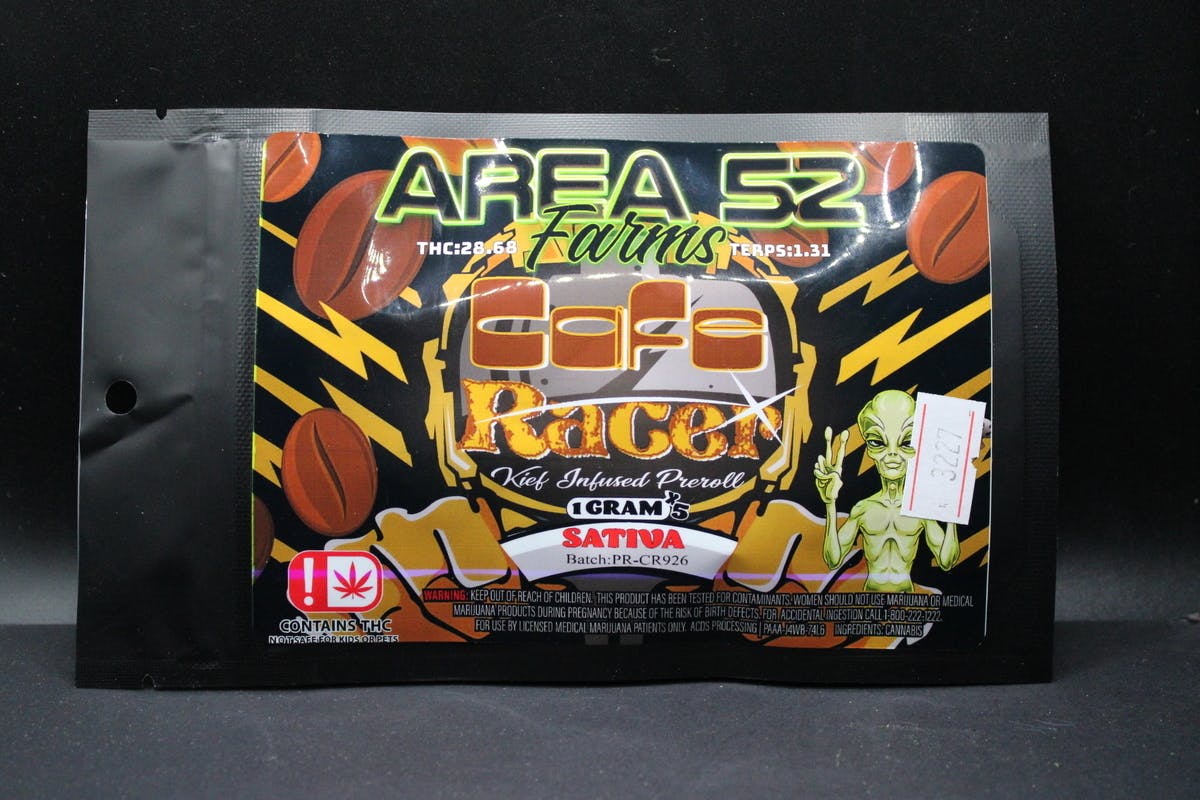 AREA 52
Farms
THC:28.68
TERPS:1.31
Cafe
Racer
Kief Infused Preroll
1 GRAM x5
SATIVA
Batch:PR-CR926
3227
CONTAINS THC
NOT SAFE FOR KIDS OR PETS
WARNING: KEEP OUT OF REACH OF CHILDREN. THIS PRODUCT HAS BEEN TESTED FOR CONTAMINANTS. WOMEN SHOULD NOT USE MARIJUANA OR MEDICAL
MARIJUANA PRODUCTS DURING PREGNANCY BECAUSE OF THE RISK OF BIRTH DEFECTS. FOR ACCIDENTAL INGESTION CALL 1-800-222-1222.
FOR USE BY LICENSED MEDICAL MARIJUANA PATIENTS ONLY. ACDS PROCESSING | PAAA-J4WB-74L6 INGREDIENTS: CANNABIS